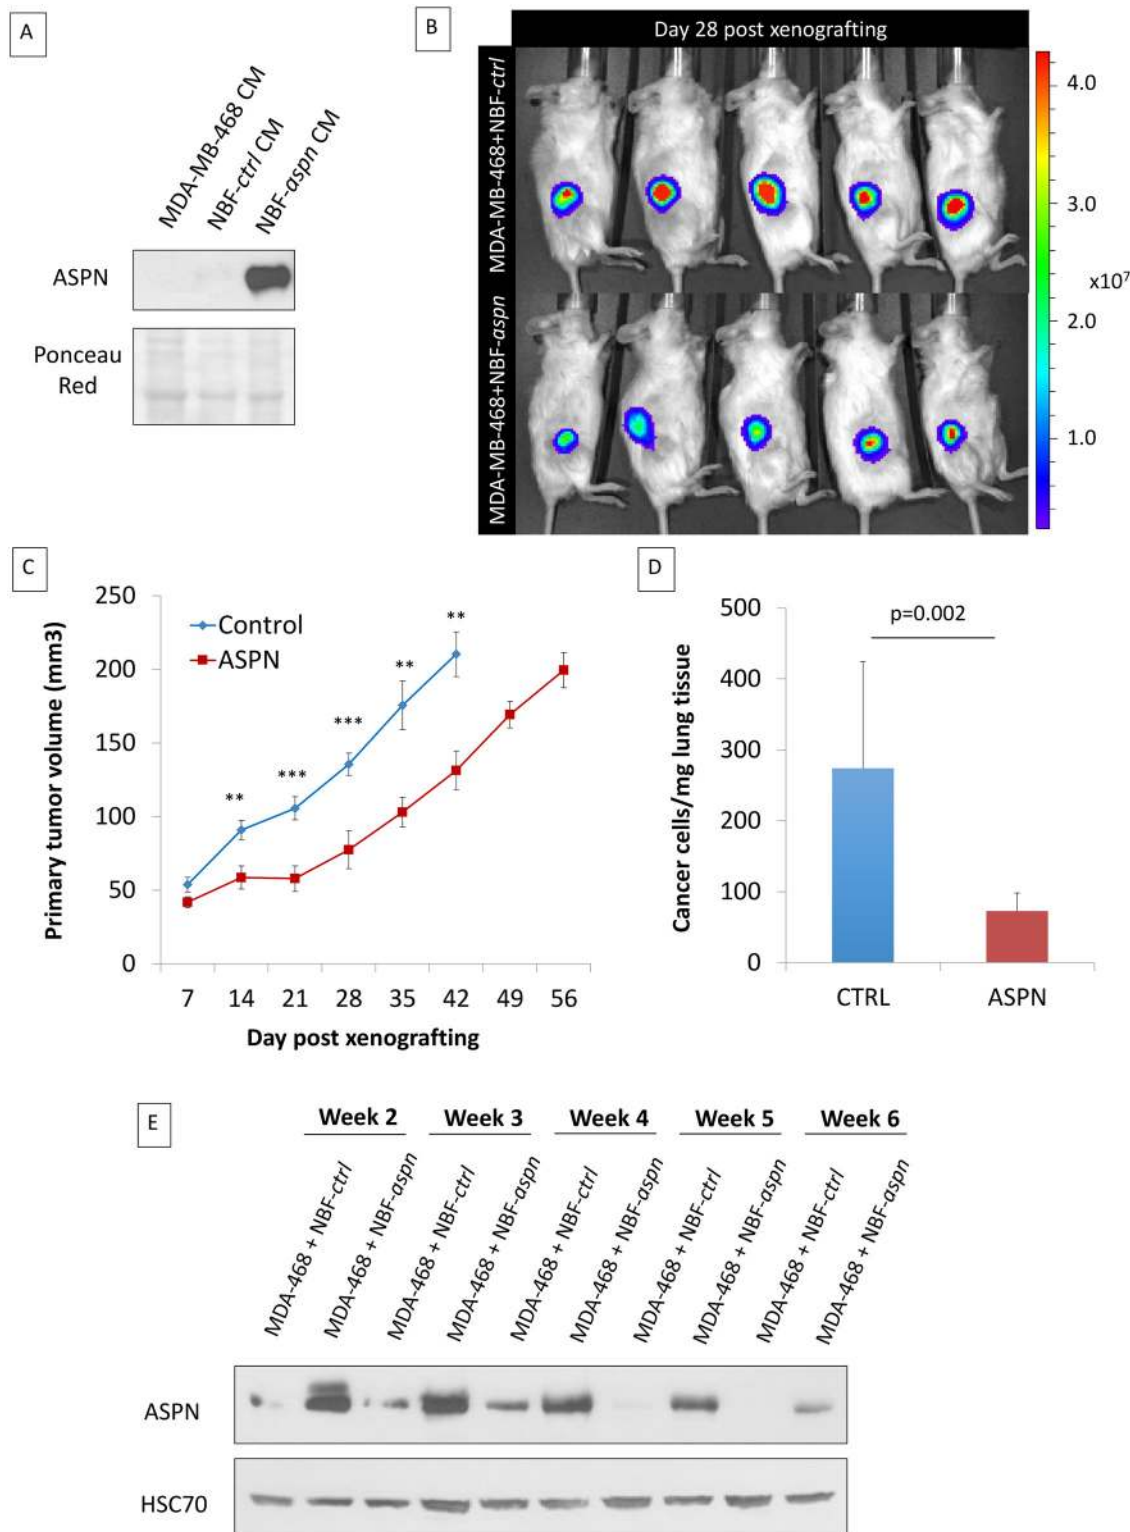 A
MDA-MB-468 CM
NBF-ctrl CM
NBF-aspn CM
ASPN
Ponceau
Red
B
Day 28 post xenografting
MDA-MB-468+NBF-ctrl
MDA-MB-468+NBF-aspn
4.0
3.0
x10⁷
2.0
1.0
C
Primary tumor volume (mm3)
250
200
150
100
50
0
Control
ASPN
**
***
***
**
**
7 14 21 28 35 42 49 56
Day post xenografting
D
Cancer cells/mg lung tissue
500
400
300
200
100
0
p=0.002
CTRL ASPN
E
Week 2 Week 3 Week 4 Week 5 Week 6
MDA-468 + NBF-ctrl
MDA-468 + NBF-aspn
MDA-468 + NBF-ctrl
MDA-468 + NBF-aspn
MDA-468 + NBF-ctrl
MDA-468 + NBF-aspn
MDA-468 + NBF-ctrl
MDA-468 + NBF-aspn
MDA-468 + NBF-ctrl
MDA-468 + NBF-aspn
ASPN
HSC70